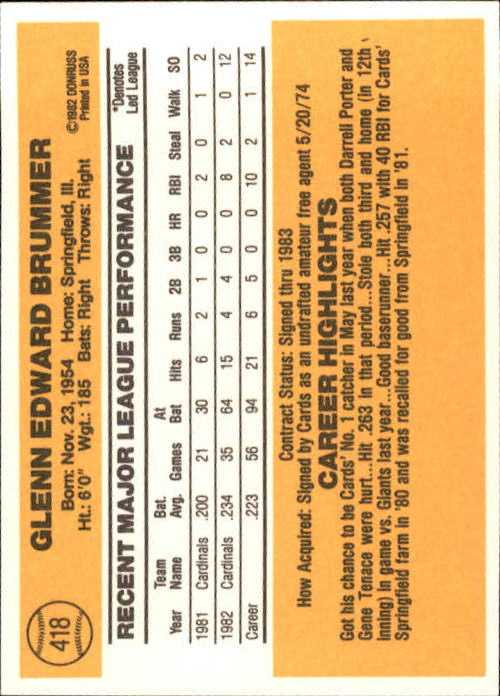 418
GLENN EDWARD BRUMMER
Born: Nov. 23, 1954 Home: Springfield, Ill.
Ht.: 6'0" Wgt.: 185 Bats: Right Throws: Right
©1982 DONRUSS
Printed in USA
RECENT MAJOR LEAGUE PERFORMANCE
*Denotes
Led League
Team Bat. At
Year Name Avg. Games Bat Hits Runs 2B 3B HR RBI Steal Walk SO
1981 Cardinals .200 21 30 6 2 1 0 0 2 0 1 2
1982 Cardinals .234 35 64 15 4 4 0 0 8 2 0 12
Career .223 56 94 21 6 5 0 0 10 2 1 14
Contract Status: Signed thru 1983
How Acquired: Signed by Cards as an undrafted amateur free agent 5/20/74
CAREER HIGHLIGHTS
Got his chance to be Cards' No. 1 catcher in May last year when both Darrell Porter and
Gene Tenace were hurt...Hit .263 in that period...Stole both third and home (in 12th
inning) in game vs. Giants last year...Good baserunner...Hit .257 with 40 RBI for Cards'
Springfield farm in '80 and was recalled for good from Springfield in '81.